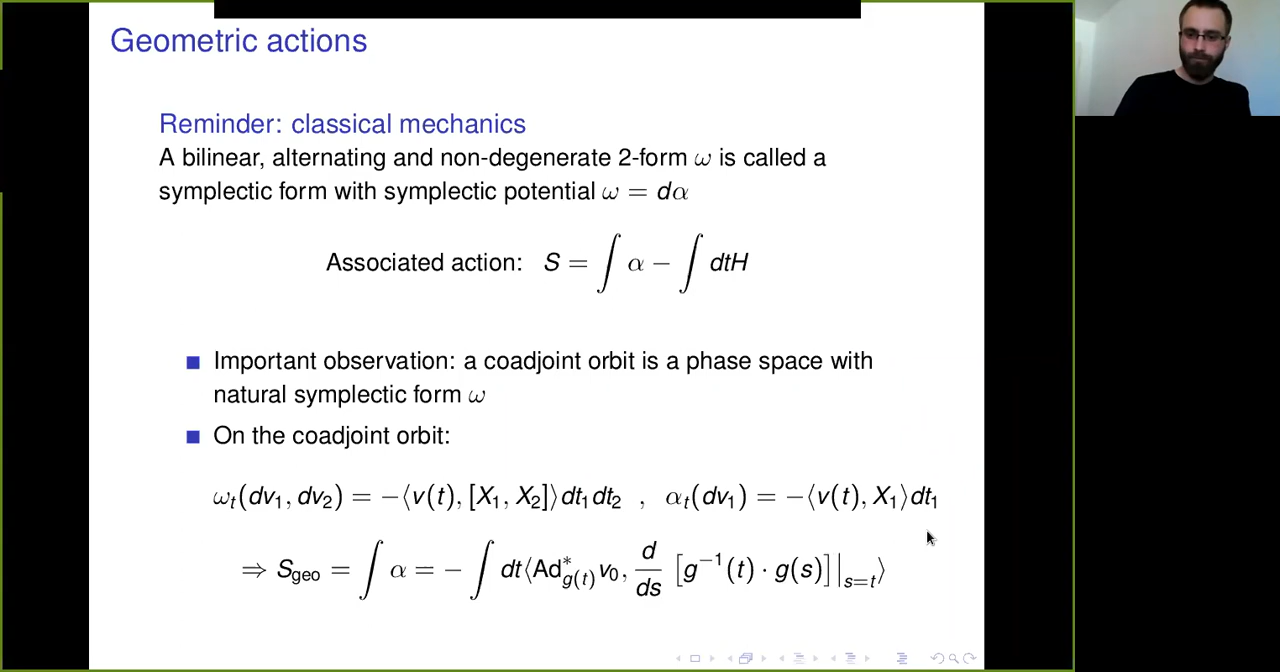 Geometric actions
Reminder: classical mechanics
A bilinear, alternating and non-degenerate 2-form ω is called a
symplectic form with symplectic potential ω = dα
Associated action: S = ∫ α − ∫ dtH
Important observation: a coadjoint orbit is a phase space with
natural symplectic form ω
On the coadjoint orbit:
ω_t(dv_1, dv_2) = −⟨v(t), [X_1, X_2]⟩dt_1dt_2 , α_t(dv_1) = −⟨v(t), X_1⟩dt_1
⇒ S_geo = ∫ α = − ∫ dt⟨Ad*_{g(t)} v_0, d/ds [g^{−1}(t) · g(s)]|_{s=t}⟩